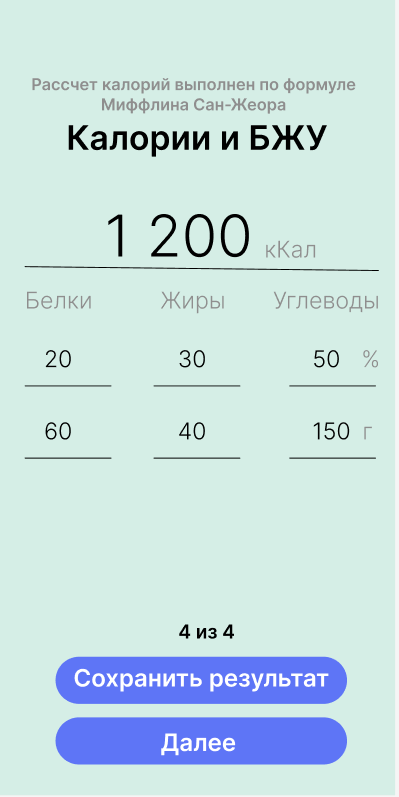 Рассчет калорий выполнен по формуле
Миффлина Сан-Жеора
Калории и БЖУ
1 200 кКал
Белки Жиры Углеводы
20 30 50 %
60 40 150 г
4 из 4
Сохранить результат
Далее